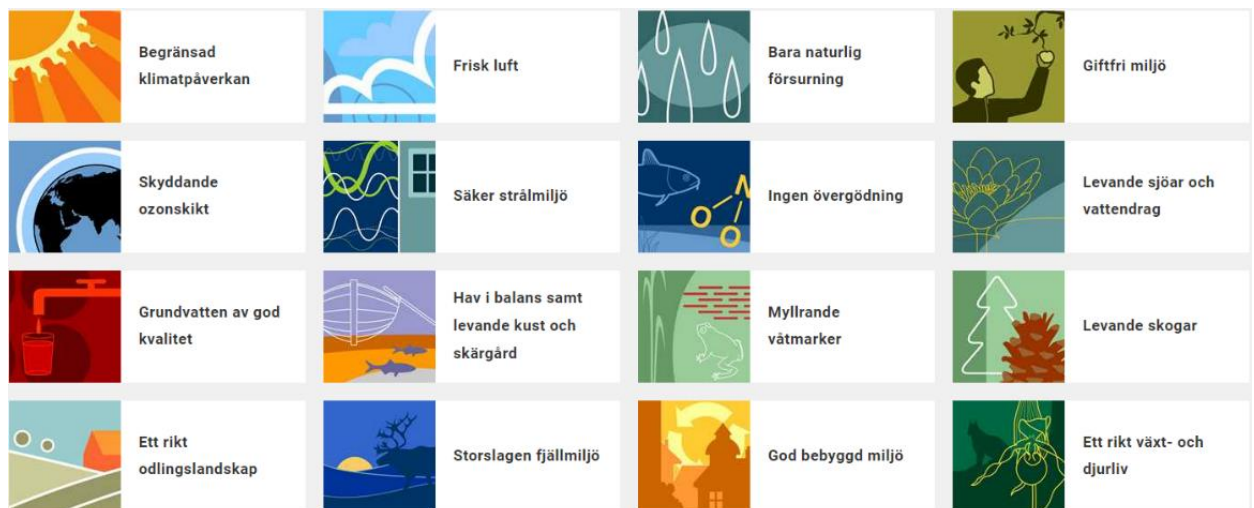 Begränsad
klimatpåverkan
Frisk luft
Bara naturlig
försurning
Giftfri miljö
Skyddande
ozonskikt
Säker strålmiljö
N
O
O
Ingen övergödning
Levande sjöar och
vattendrag
Grundvatten av god
kvalitet
Hav i balans samt
levande kust och
skärgård
Myllrande
våtmarker
Levande skogar
Ett rikt
odlingslandskap
Storslagen fjällmiljö
God bebyggd miljö
Ett rikt växt- och
djurliv